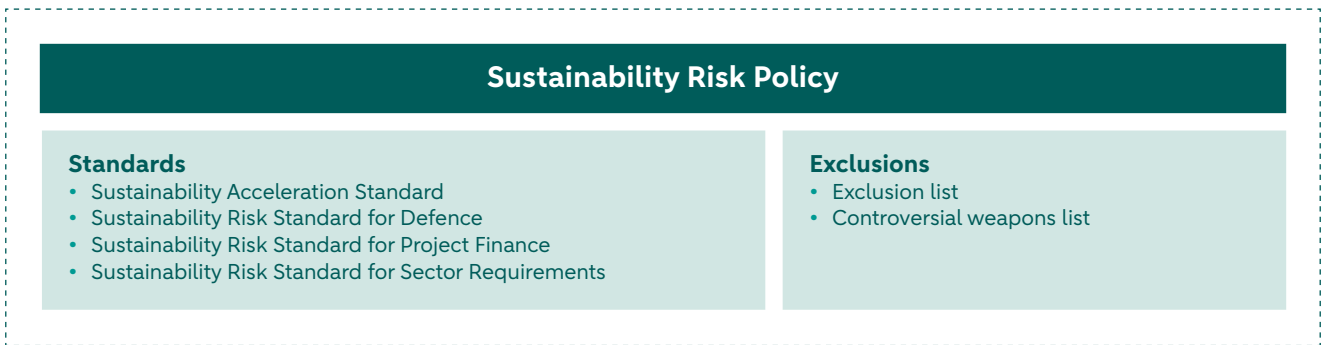 Sustainability Risk Policy
Standards
• Sustainability Acceleration Standard
• Sustainability Risk Standard for Defence
• Sustainability Risk Standard for Project Finance
• Sustainability Risk Standard for Sector Requirements
Exclusions
• Exclusion list
• Controversial weapons list